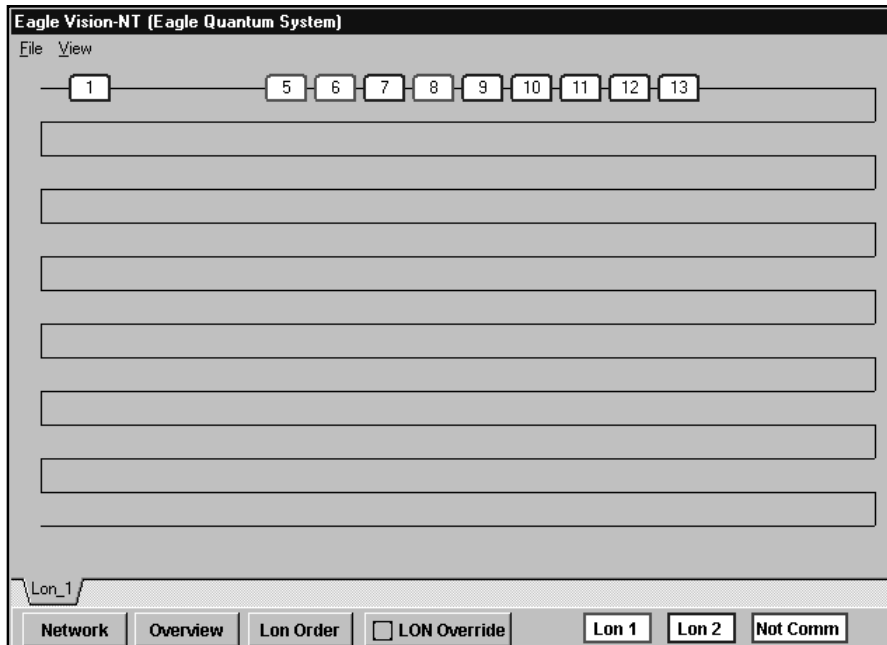 Eagle Vision-NT (Eagle Quantum System)
File View
1 5 6 7 8 9 10 11 12 13
Lon_1
Network Overview Lon Order LON Override Lon 1 Lon 2 Not Comm